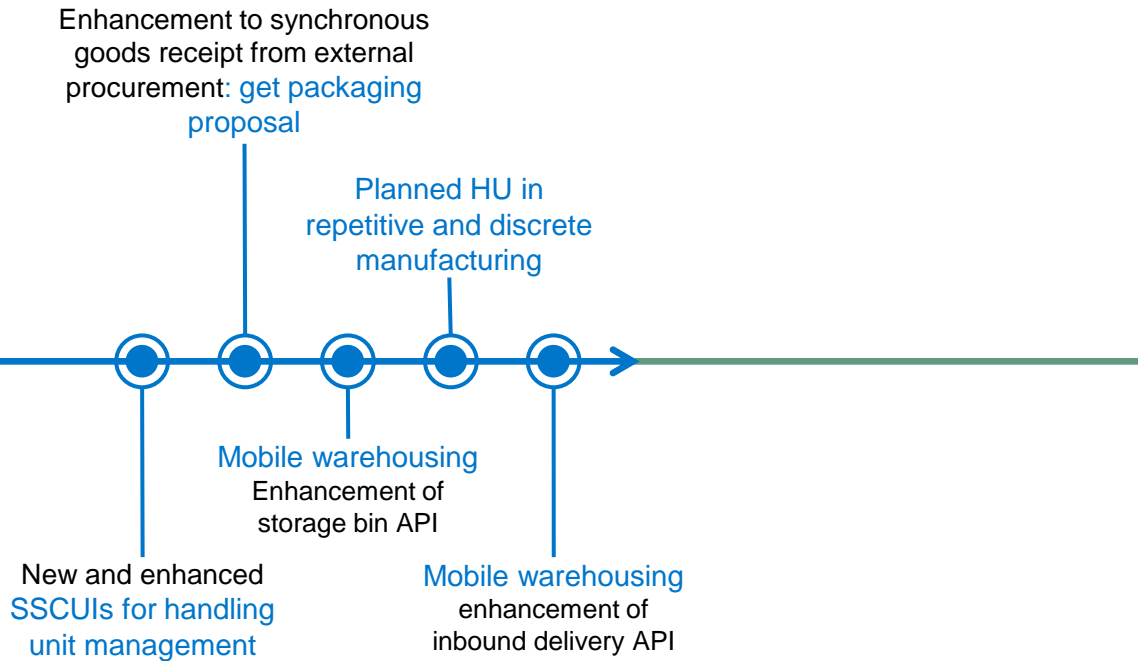 Enhancement to synchronous
goods receipt from external
procurement: get packaging
proposal
Planned HU in
repetitive and discrete
manufacturing
Mobile warehousing
Enhancement of
storage bin API
New and enhanced
SSCUIs for handling
unit management
Mobile warehousing
enhancement of
inbound delivery API